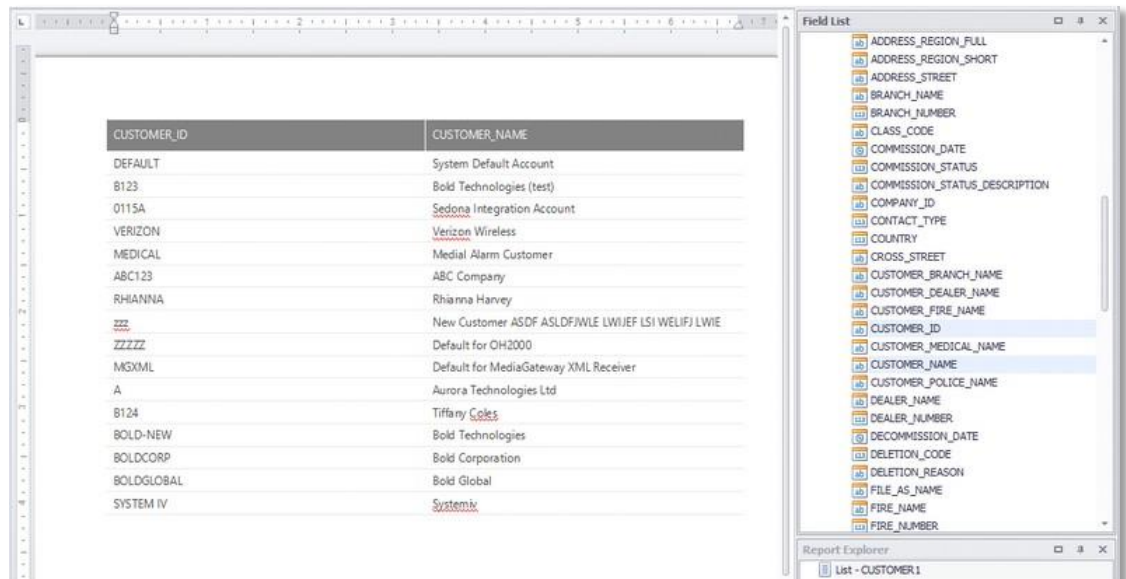 Field List
ADDRESS_REGION_FULL
ADDRESS_REGION_SHORT
ADDRESS_STREET
BRANCH_NAME
BRANCH_NUMBER
CLASS_CODE
COMMISSION_DATE
COMMISSION_STATUS
COMMISSION_STATUS_DESCRIPTION
COMPANY_ID
CONTACT_TYPE
COUNTRY
CROSS_STREET
CUSTOMER_BRANCH_NAME
CUSTOMER_DEALER_NAME
CUSTOMER_FIRE_NAME
CUSTOMER_ID
CUSTOMER_MEDICAL_NAME
CUSTOMER_NAME
CUSTOMER_POLICE_NAME
DEALER_NAME
DEALER_NUMBER
DECOMMISSION_DATE
DELETION_CODE
DELETION_REASON
FILE_AS_NAME
FIRE_NAME
FIRE_NUMBER
Report Explorer
List - CUSTOMER1
CUSTOMER_ID CUSTOMER_NAME
DEFAULT System Default Account
B123 Bold Technologies (test)
0115A Sedona Integration Account
VERIZON Verizon Wireless
MEDICAL Medial Alarm Customer
ABC123 ABC Company
RHIANNA Rhianna Harvey
zzz New Customer ASDF ASLDFJWLE LWIJEF LSI WELIFJ LWIE
ZZZZZ Default for OH2000
MGXML Default for MediaGateway XML Receiver
A Aurora Technologies Ltd
B124 Tiffany Coles
BOLD-NEW Bold Technologies
BOLDCORP Bold Corporation
BOLDGLOBAL Bold Global
SYSTEM IV Systemiv